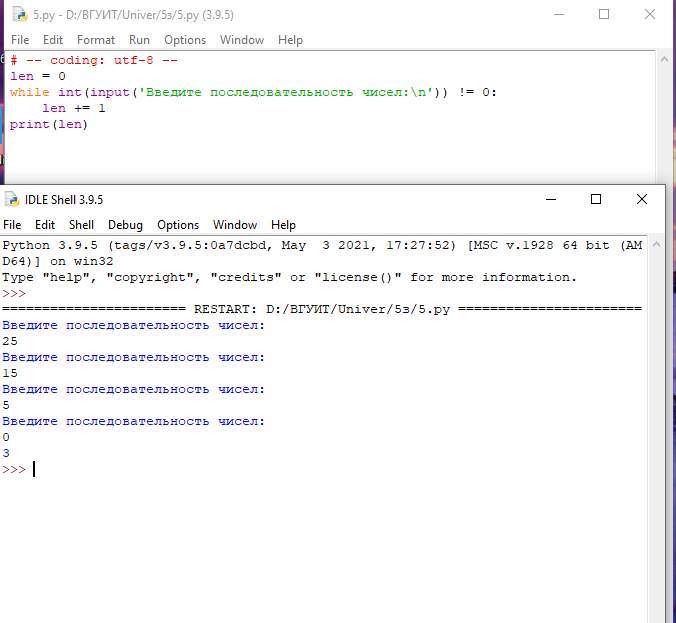 5.py - D:/ВГУИТ/Univer/5з/5.py (3.9.5)
File Edit Format Run Options Window Help
# -- coding: utf-8 --
len = 0
while int(input('Введите последовательность чисел:\n')) != 0:
    len += 1
print(len)
IDLE Shell 3.9.5
File Edit Shell Debug Options Window Help
Python 3.9.5 (tags/v3.9.5:0a7dcbd, May  3 2021, 17:27:52) [MSC v.1928 64 bit (AM
D64)] on win32
Type "help", "copyright", "credits" or "license()" for more information.
>>>
======================= RESTART: D:/ВГУИТ/Univer/5з/5.py =======================
Введите последовательность чисел:
25
Введите последовательность чисел:
15
Введите последовательность чисел:
5
Введите последовательность чисел:
0
3
>>>